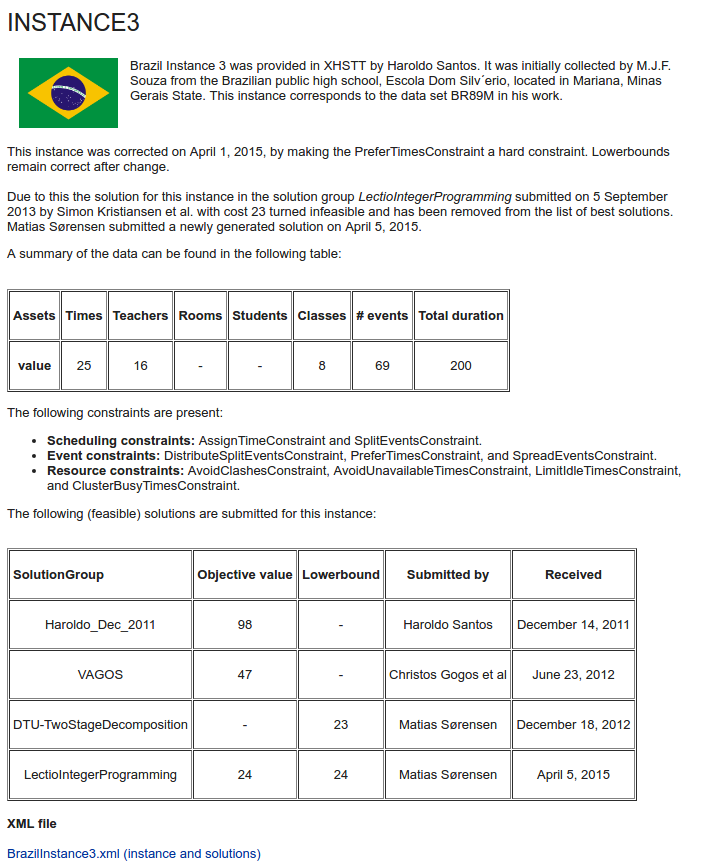 INSTANCE3
Brazil Instance 3 was provided in XHSTT by Haroldo Santos. It was initially collected by M.J.F.
Souza from the Brazilian public high school, Escola Dom Silv´erio, located in Mariana, Minas
Gerais State. This instance corresponds to the data set BR89M in his work.
This instance was corrected on April 1, 2015, by making the PreferTimesConstraint a hard constraint. Lowerbounds
remain correct after change.
Due to this the solution for this instance in the solution group LectioIntegerProgramming submitted on 5 September
2013 by Simon Kristiansen et al. with cost 23 turned infeasible and has been removed from the list of best solutions.
Matias Sørensen submitted a newly generated solution on April 5, 2015.
A summary of the data can be found in the following table:
Assets Times Teachers Rooms Students Classes # events Total duration
value 25 16 - - 8 69 200
The following constraints are present:
• Scheduling constraints: AssignTimeConstraint and SplitEventsConstraint.
• Event constraints: DistributeSplitEventsConstraint, PreferTimesConstraint, and SpreadEventsConstraint.
• Resource constraints: AvoidClashesConstraint, AvoidUnavailableTimesConstraint, LimitIdleTimesConstraint,
and ClusterBusyTimesConstraint.
The following (feasible) solutions are submitted for this instance:
SolutionGroup Objective value Lowerbound Submitted by Received
Haroldo_Dec_2011 98 - Haroldo Santos December 14, 2011
VAGOS 47 - Christos Gogos et al June 23, 2012
DTU-TwoStageDecomposition - 23 Matias Sørensen December 18, 2012
LectioIntegerProgramming 24 24 Matias Sørensen April 5, 2015
XML file
BrazilInstance3.xml (instance and solutions)